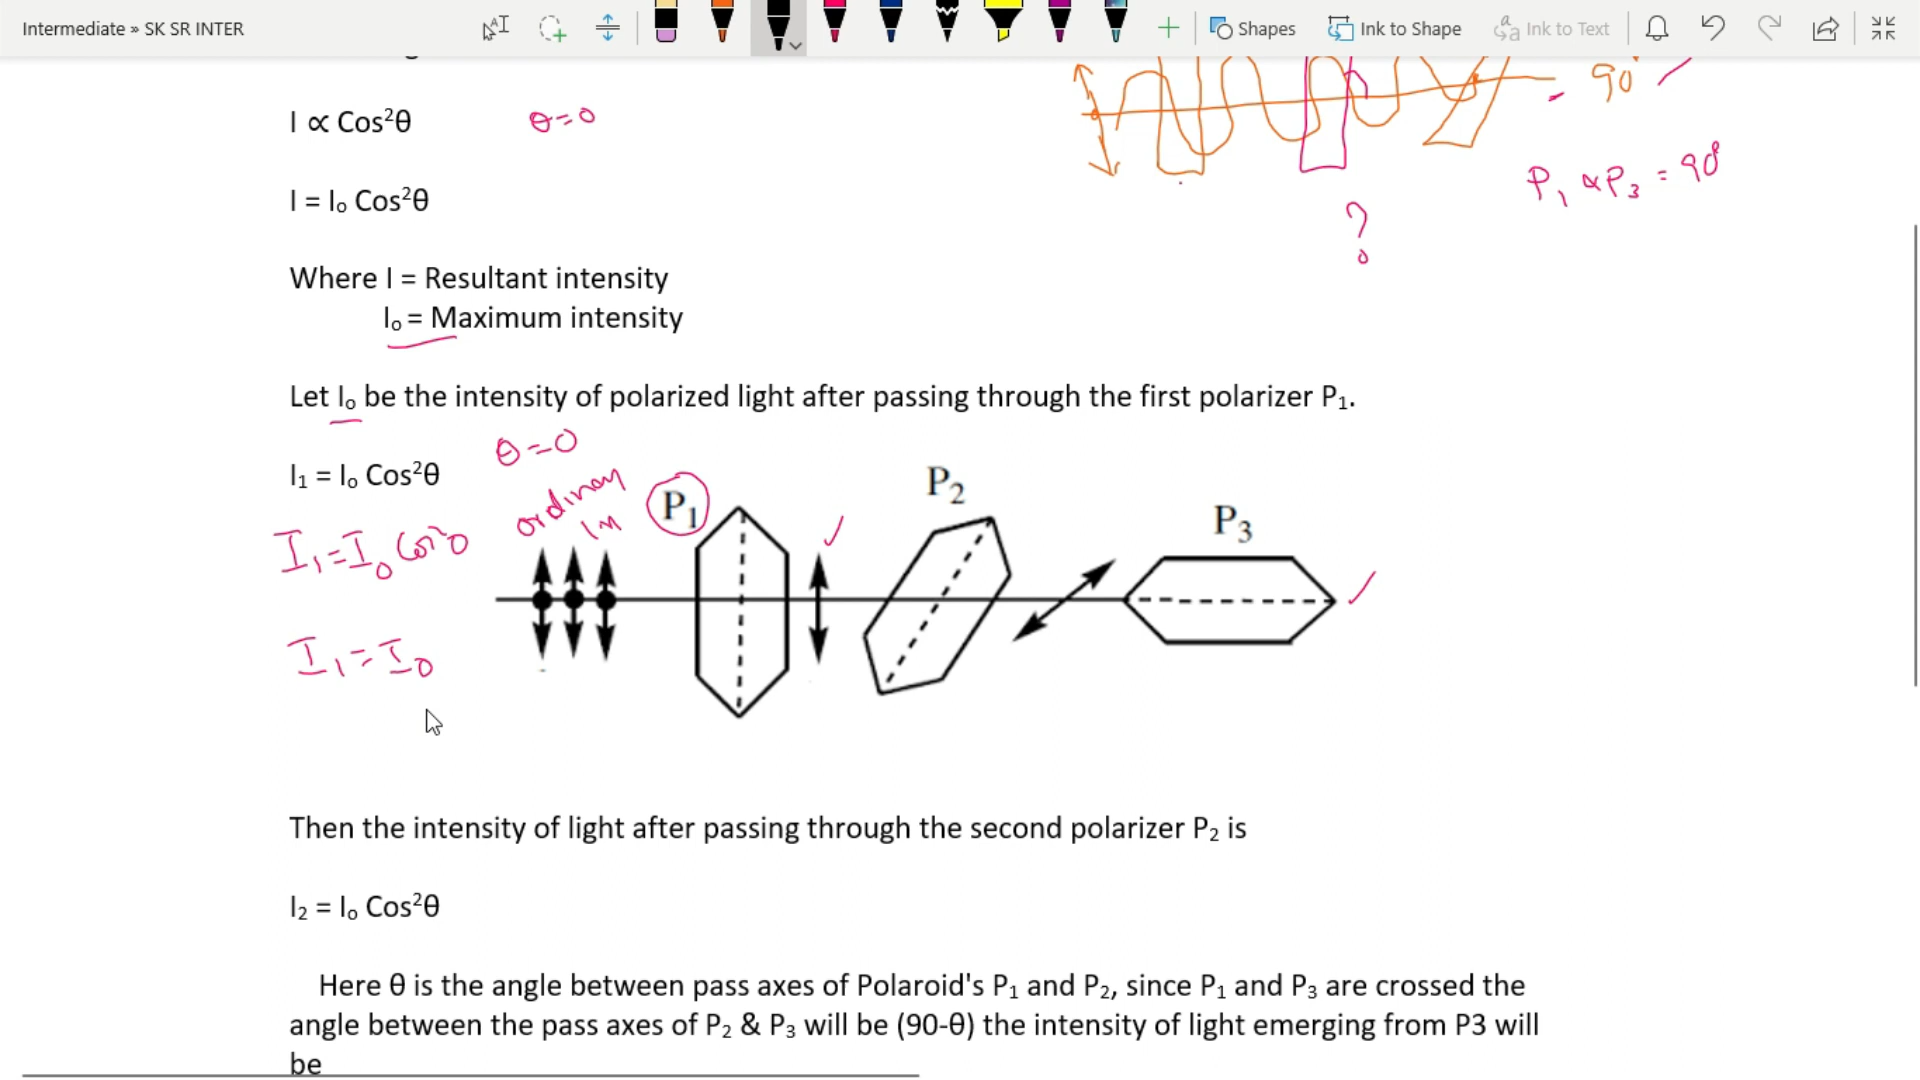 Intermediate » SK SR INTER
Shapes
Ink to Shape
Ink to Text
I ∝ Cos²θ
θ=0
= 90°
I = Iₒ Cos²θ
P₁ & P₃ = 90°
?
Where I = Resultant intensity
Iₒ = Maximum intensity
Let Iₒ be the intensity of polarized light after passing through the first polarizer P₁.
I₁ = Iₒ Cos²θ
θ=0
ordinary
P₁
P₂
P₃
I₁=I₀ Cos²0
I₁=I₀
Then the intensity of light after passing through the second polarizer P₂ is
I₂ = Iₒ Cos²θ
Here θ is the angle between pass axes of Polaroid's P₁ and P₂, since P₁ and P₃ are crossed the
angle between the pass axes of P₂ & P₃ will be (90-θ) the intensity of light emerging from P3 will
be